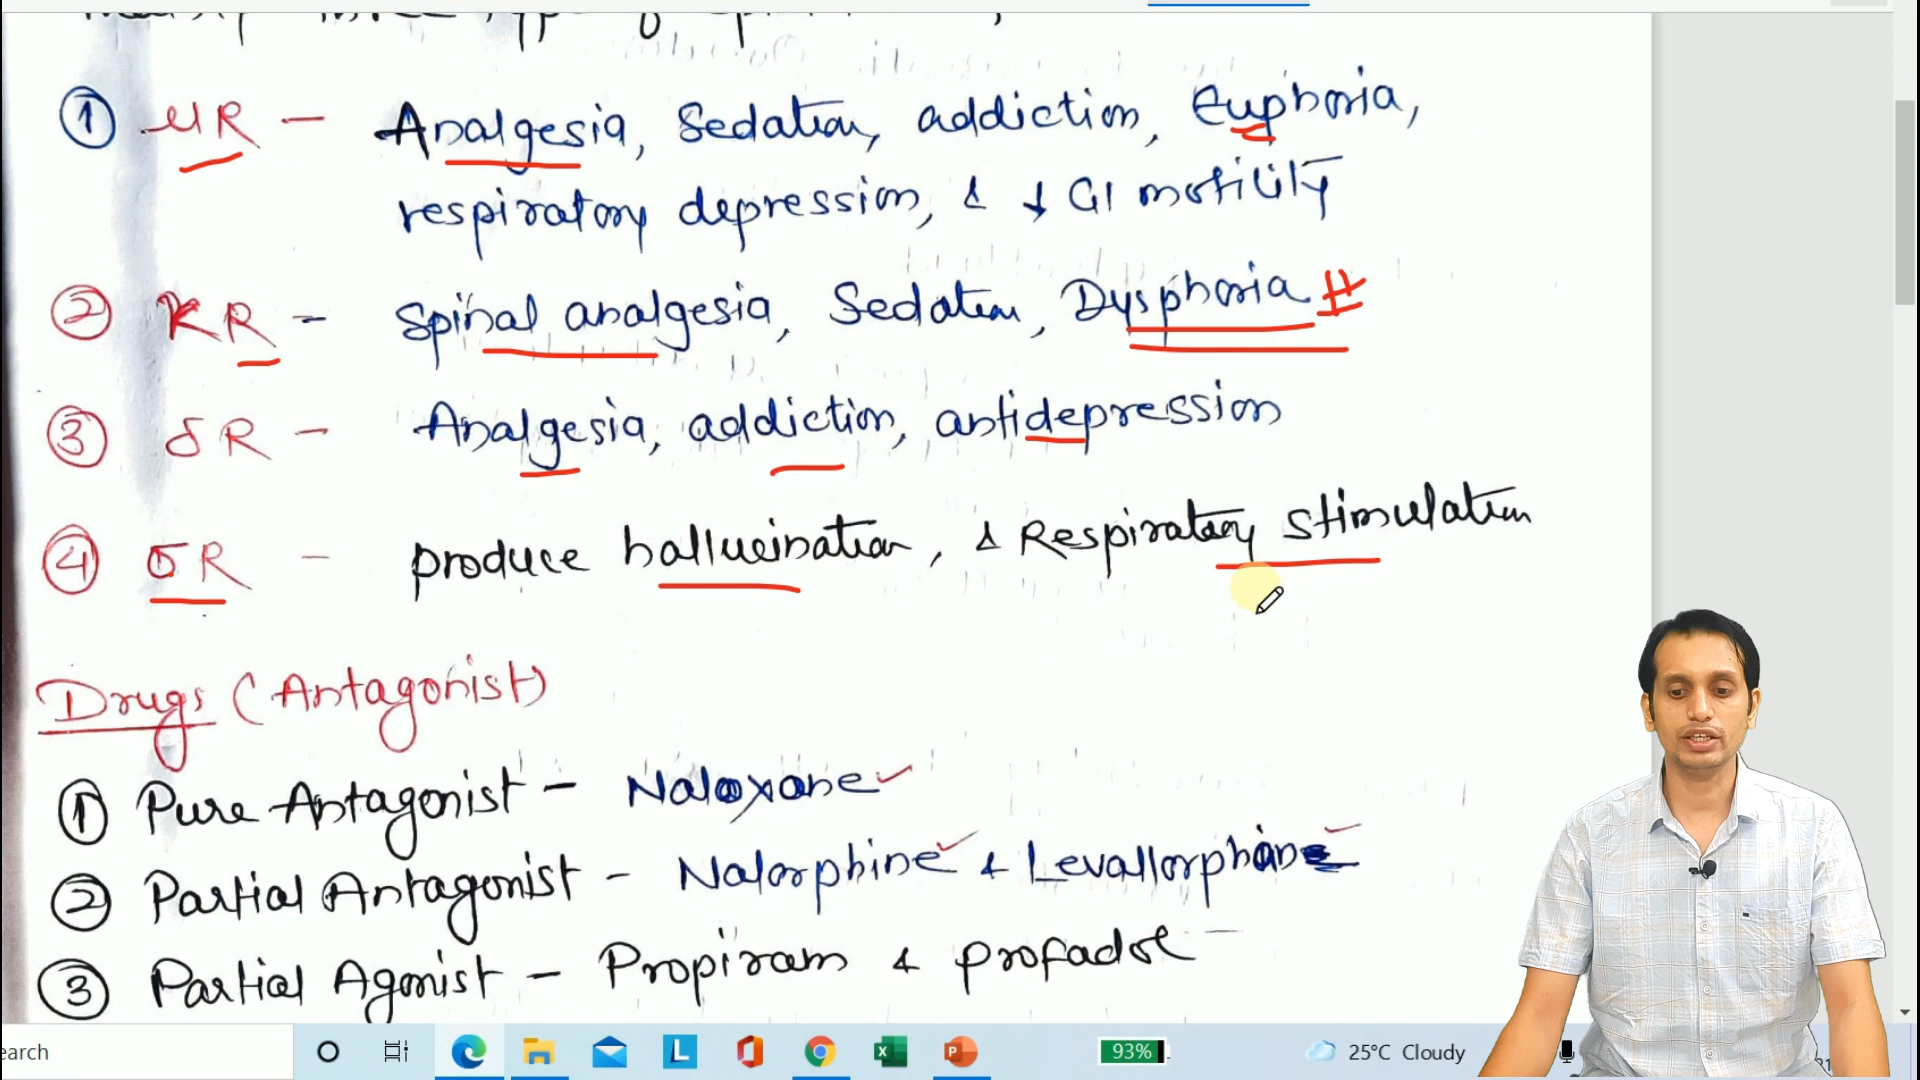 ① μR - Analgesia, Sedation, addiction, Euphoria,
respiratory depression, & ↓ GI motility
② KR - Spinal analgesia, Sedation, Dysphoria #
③ δR - Analgesia, addiction, antidepression
④ σR - produce hallucination, & Respiratory stimulation
Drugs (Antagonist)
① Pure Antagonist - Naloxone
② Partial Antagonist - Nalorphine & Levallorphane
③ Partial Agonist - Propiram & Profadol
earch
L
X
P
93%
25°C Cloudy